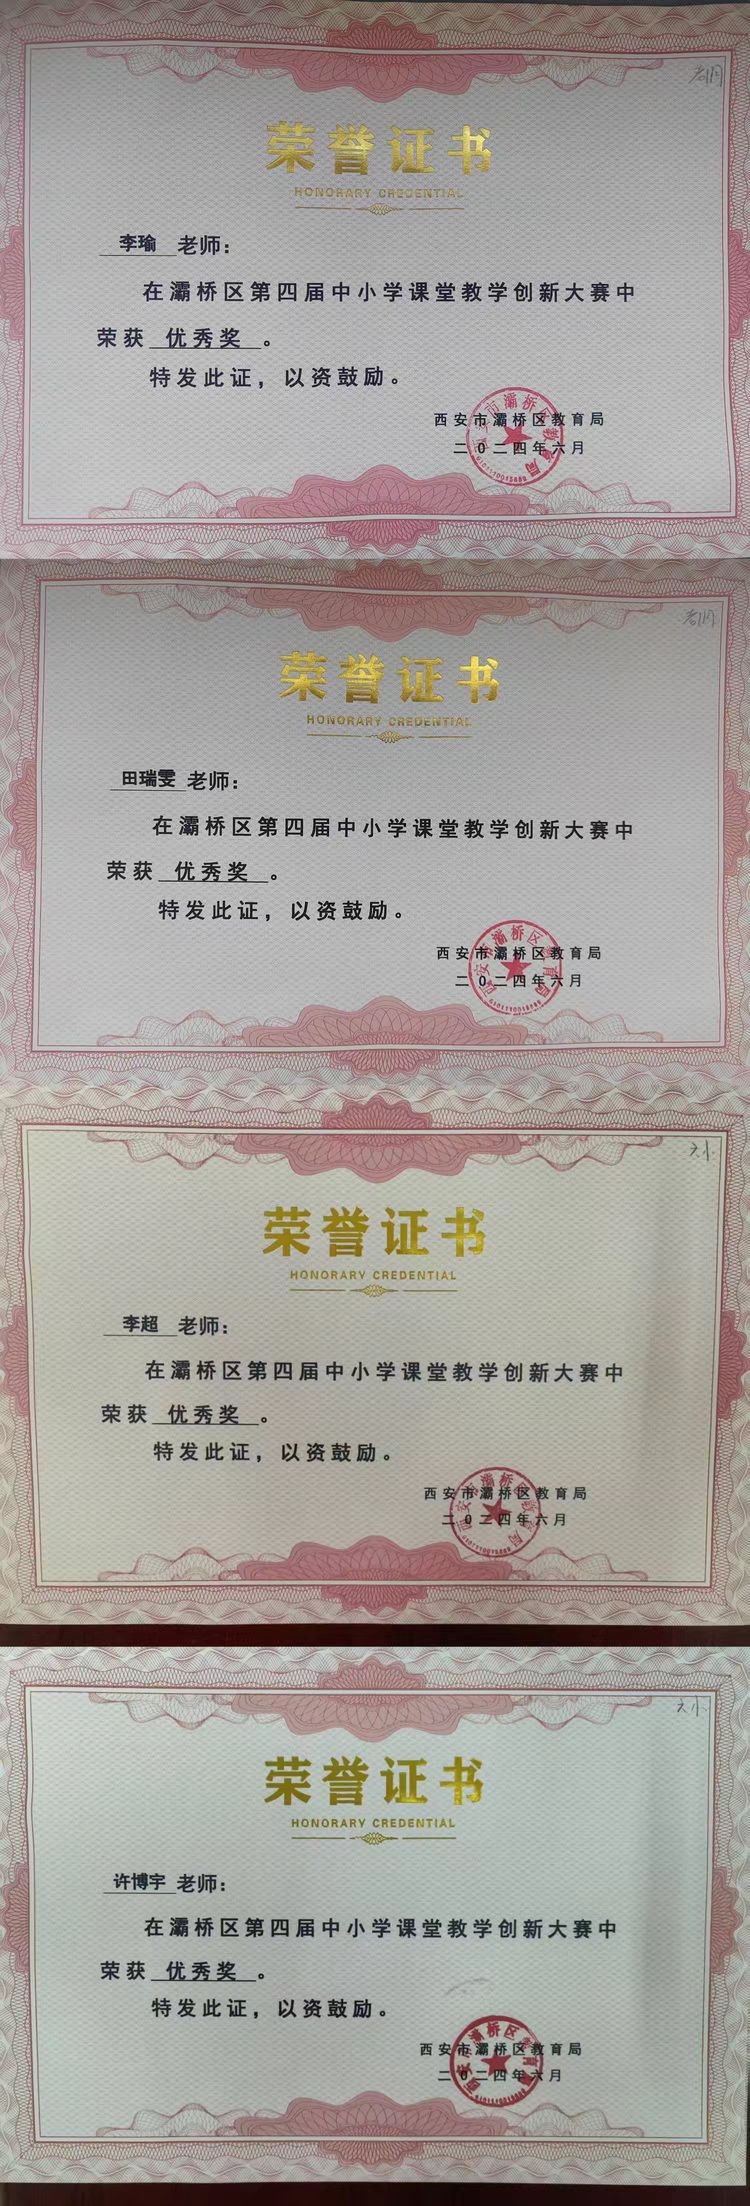 荣誉证书
HONORARY CREDENTIAL
李瑜 老师：
在灞桥区第四届中小学课堂教学创新大赛中
荣获 优秀奖 。
特发此证，以资鼓励。
西安市灞桥区教育局
二0二四年六月
荣誉证书
HONORARY CREDENTIAL
田瑞雯 老师：
在灞桥区第四届中小学课堂教学创新大赛中
荣获 优秀奖 。
特发此证，以资鼓励。
西安市灞桥区教育局
二0二四年六月
荣誉证书
HONORARY CREDENTIAL
李超 老师：
在灞桥区第四届中小学课堂教学创新大赛中
荣获 优秀奖 。
特发此证，以资鼓励。
西安市灞桥区教育局
二0二四年六月
荣誉证书
HONORARY CREDENTIAL
许博宇 老师：
在灞桥区第四届中小学课堂教学创新大赛中
荣获 优秀奖 。
特发此证，以资鼓励。
西安市灞桥区教育局
二0二四年六月